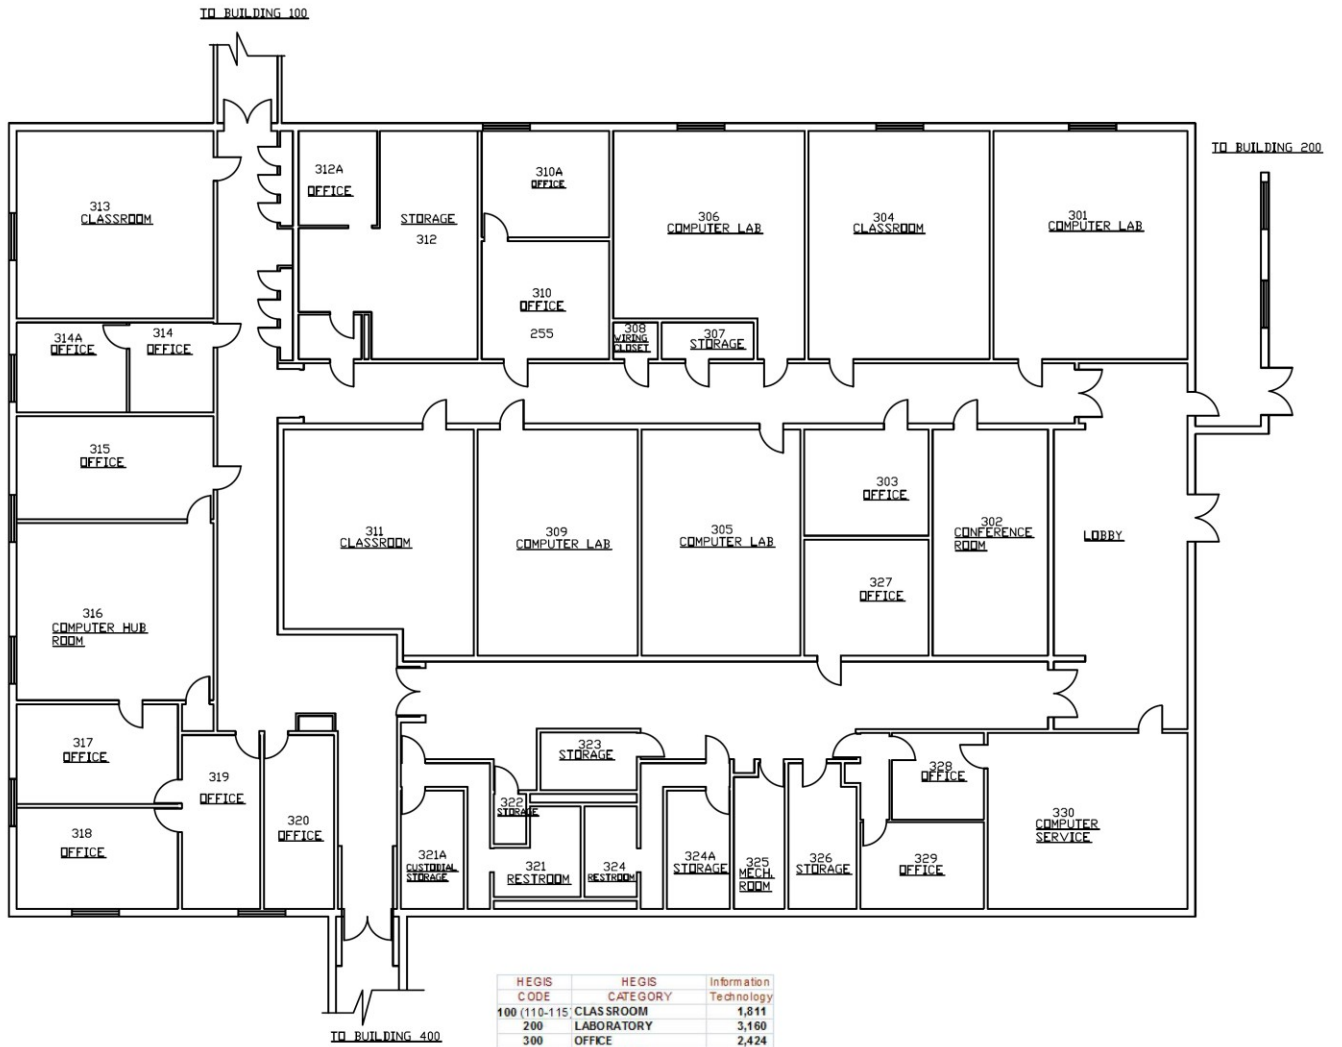 TO BUILDING 100
TO BUILDING 200
313
CLASSROOM
312A
OFFICE
STORAGE
312
310A
OFFICE
306
COMPUTER LAB
304
CLASSROOM
301
COMPUTER LAB
310
OFFICE
255
308
WIRING
CLOSET
307
STORAGE
314A
OFFICE
314
OFFICE
315
OFFICE
311
CLASSROOM
309
COMPUTER LAB
305
COMPUTER LAB
303
OFFICE
302
CONFERENCE
ROOM
LOBBY
327
OFFICE
316
COMPUTER HUB
ROOM
317
OFFICE
319
OFFICE
318
OFFICE
320
OFFICE
323
STORAGE
322
STORAGE
321A
CUSTODIAL
STORAGE
321
RESTROOM
324
RESTROOM
324A
STORAGE
325
MECH.
ROOM
326
STORAGE
328
OFFICE
329
OFFICE
330
COMPUTER
SERVICE
TO BUILDING 400
HEGIS HEGIS Information
CODE CATEGORY Technology
100 (110-115) CLASSROOM 1,811
200 LABORATORY 3,160
300 OFFICE 2,424